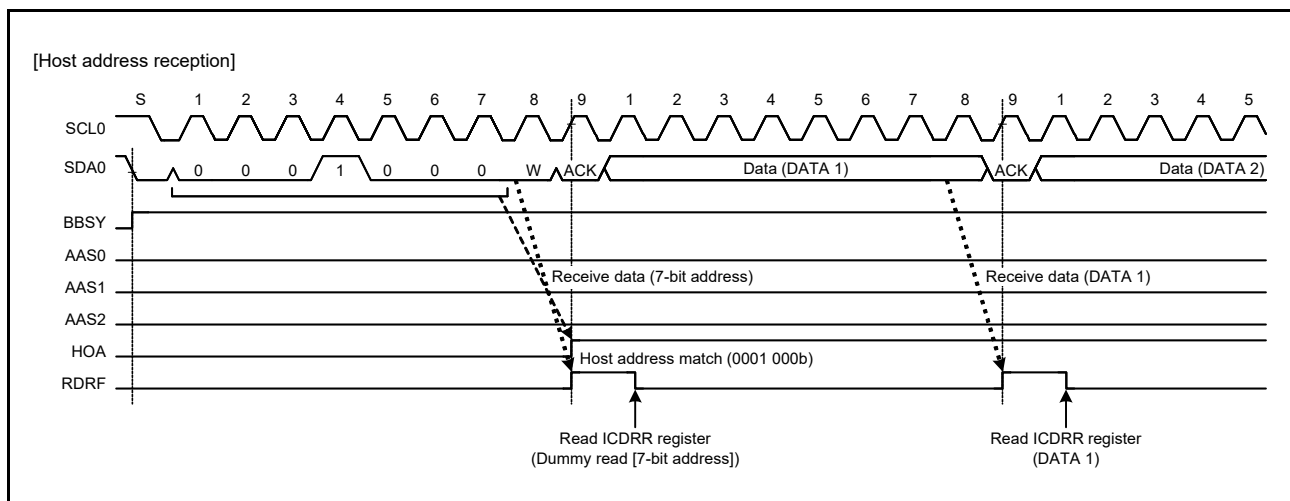 [Host address reception]
S 1 2 3 4 5 6 7 8 9 1 2 3 4 5 6 7 8 9 1 2 3 4 5
SCL0
SDA0 0 0 0 1 0 0 0 W ACK Data (DATA 1) ACK Data (DATA 2)
BBSY
AAS0
Receive data (7-bit address) Receive data (DATA 1)
AAS1
AAS2
HOA
Host address match (0001 000b)
RDRF
Read ICDRR register
(Dummy read [7-bit address])
Read ICDRR register
(DATA 1)